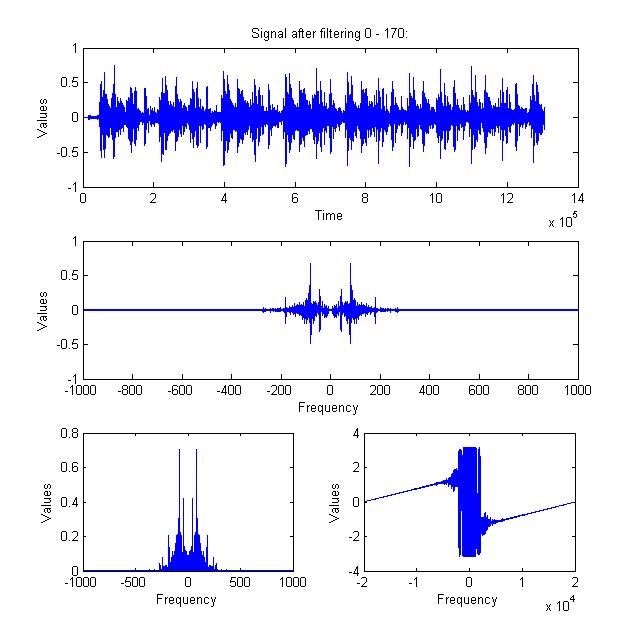 Signal after filtering 0 - 170:
1
0.5
0
-0.5
-1
Values
0 2 4 6 8 10 12 14
Time
x 10^5
1
0.5
0
-0.5
-1
Values
-1000 -800 -600 -400 -200 0 200 400 600 800 1000
Frequency
0.8
0.6
0.4
0.2
0
Values
-1000 -500 0 500 1000
Frequency
4
2
0
-2
-4
Values
-2 -1 0 1 2
Frequency
x 10^4